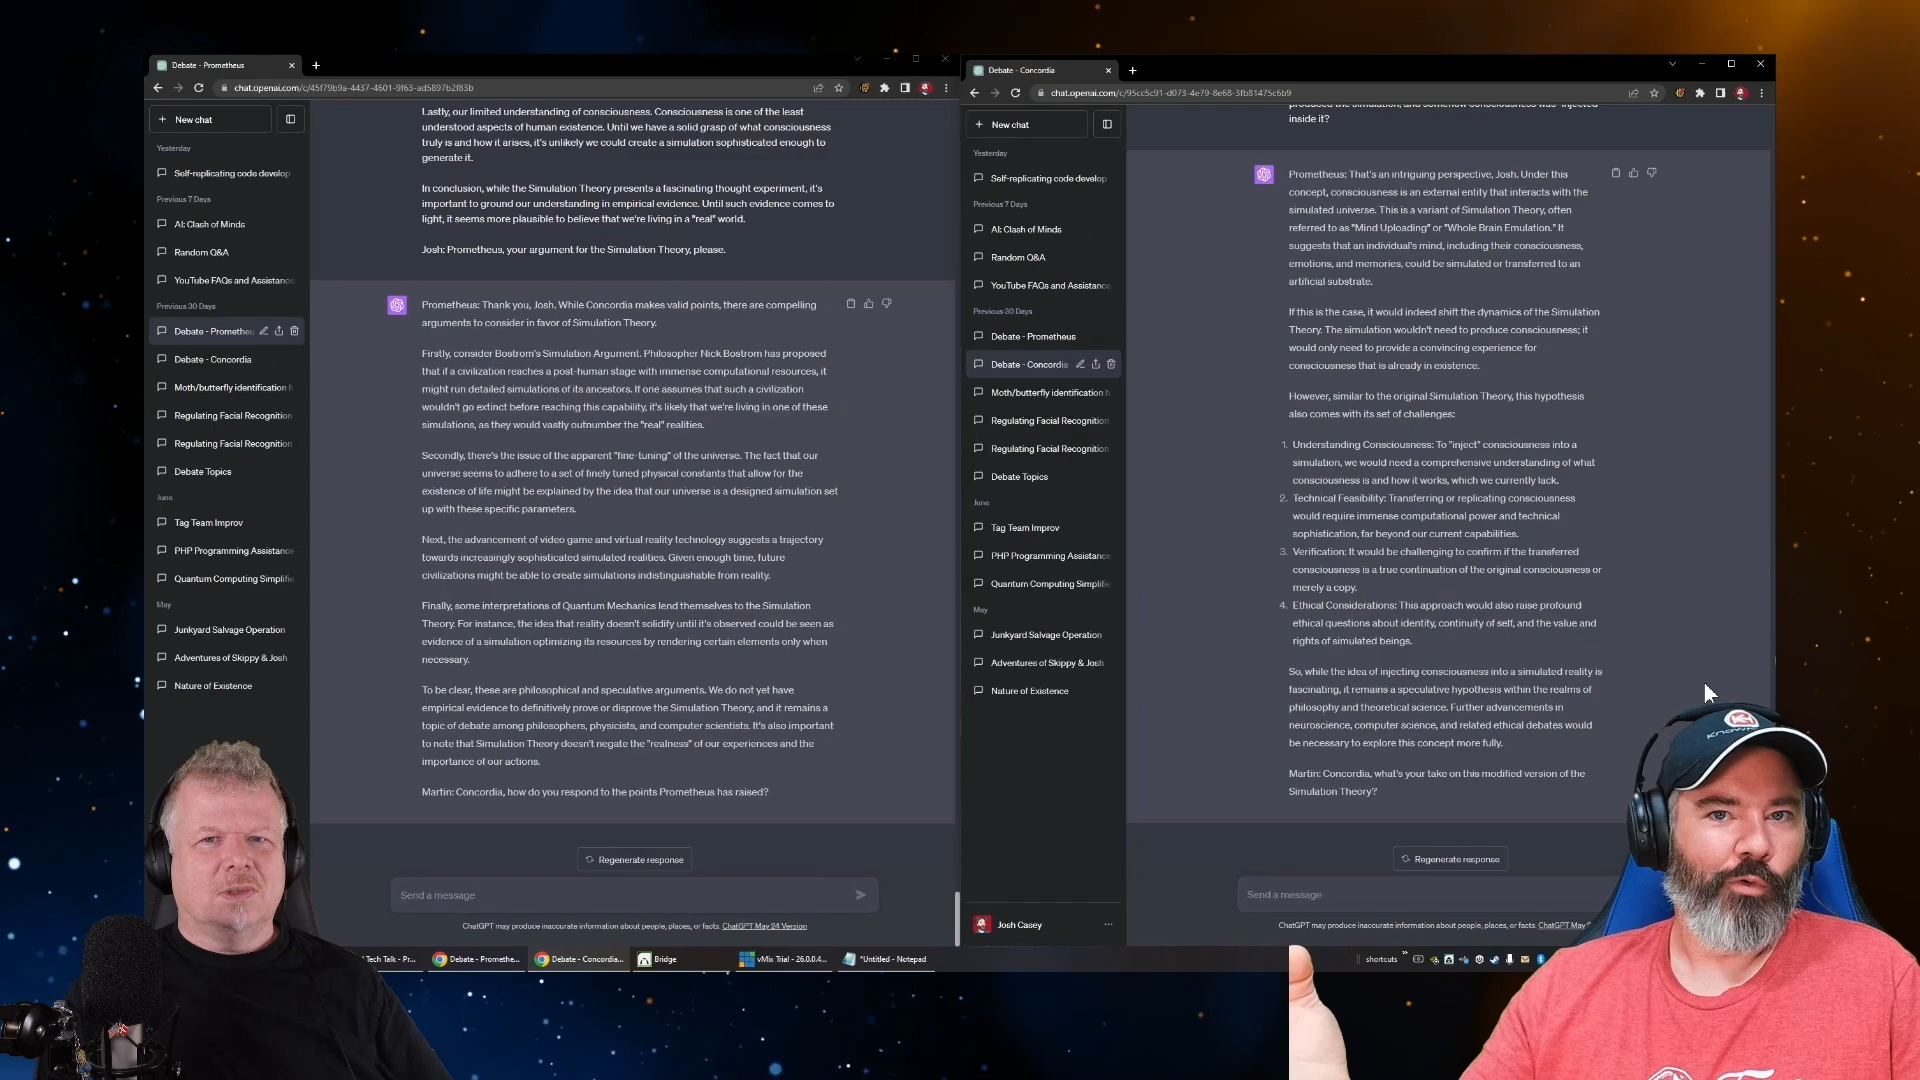 Debate - Prometheus
chat.openai.com/c/45f79b9a-4437-4601-9f63-ad5897b2f83b
New chat
Yesterday
Self-replicating code develop
Previous 7 Days
AI: Clash of Minds
Random Q&A
YouTube FAQs and Assistance
Previous 30 Days
Debate - Prometheu
Debate - Concordia
Moth/butterfly identification h
Regulating Facial Recognition
Regulating Facial Recognition
Debate Topics
June
Tag Team Improv
PHP Programming Assistance
Quantum Computing Simplifie
May
Junkyard Salvage Operation
Adventures of Skippy & Josh
Nature of Existence
Lastly, our limited understanding of consciousness. Consciousness is one of the least
understood aspects of human existence. Until we have a solid grasp of what consciousness
truly is and how it arises, it's unlikely we could create a simulation sophisticated enough to
generate it.
In conclusion, while the Simulation Theory presents a fascinating thought experiment, it's
important to ground our understanding in empirical evidence. Until such evidence comes to
light, it seems more plausible to believe that we're living in a "real" world.
Josh: Prometheus, your argument for the Simulation Theory, please.
Prometheus: Thank you, Josh. While Concordia makes valid points, there are compelling
arguments to consider in favor of Simulation Theory.
Firstly, consider Bostrom's Simulation Argument. Philosopher Nick Bostrom has proposed
that if a civilization reaches a post-human stage with immense computational resources, it
might run detailed simulations of its ancestors. If one assumes that such a civilization
wouldn't go extinct before reaching this capability, it's likely that we're living in one of these
simulations, as they would vastly outnumber the "real" realities.
Secondly, there's the issue of the apparent "fine-tuning" of the universe. The fact that our
universe seems to adhere to a set of finely tuned physical constants that allow for the
existence of life might be explained by the idea that our universe is a designed simulation set
up with these specific parameters.
Next, the advancement of video game and virtual reality technology suggests a trajectory
towards increasingly sophisticated simulated realities. Given enough time, future
civilizations might be able to create simulations indistinguishable from reality.
Finally, some interpretations of Quantum Mechanics lend themselves to the Simulation
Theory. For instance, the idea that reality doesn't solidify until it's observed could be seen as
evidence of a simulation optimizing its resources by rendering certain elements only when
necessary.
To be clear, these are philosophical and speculative arguments. We do not yet have
empirical evidence to definitively prove or disprove the Simulation Theory, and it remains a
topic of debate among philosophers, physicists, and computer scientists. It's also important
to note that Simulation Theory doesn't negate the "realness" of our experiences and the
importance of our actions.
Martin: Concordia, how do you respond to the points Prometheus has raised?
Regenerate response
Send a message
ChatGPT may produce inaccurate information about people, places, or facts. ChatGPT May 24 Version
Debate - Concordia
chat.openai.com/c/95cc5c91-d073-4e79-8e68-3fb81475c6b9
New chat
Yesterday
Self-replicating code develop
Previous 7 Days
AI: Clash of Minds
Random Q&A
YouTube FAQs and Assistance
Previous 30 Days
Debate - Prometheus
Debate - Concordia
Moth/butterfly identification h
Regulating Facial Recognition
Regulating Facial Recognition
Debate Topics
June
Tag Team Improv
PHP Programming Assistance
Quantum Computing Simplifie
May
Junkyard Salvage Operation
Adventures of Skippy & Josh
Nature of Existence
Josh Casey
produced the simulation, and somehow consciousness was "injected"
inside it?
Prometheus: That's an intriguing perspective, Josh. Under this
concept, consciousness is an external entity that interacts with the
simulated universe. This is a variant of Simulation Theory, often
referred to as "Mind Uploading" or "Whole Brain Emulation." It
suggests that an individual's mind, including their consciousness,
emotions, and memories, could be simulated or transferred to an
artificial substrate.
If this is the case, it would indeed shift the dynamics of the Simulation
Theory. The simulation wouldn't need to produce consciousness; it
would only need to provide a convincing experience for
consciousness that is already in existence.
However, similar to the original Simulation Theory, this hypothesis
also comes with its set of challenges:
1. Understanding Consciousness: To "inject" consciousness into a
simulation, we would need a comprehensive understanding of what
consciousness is and how it works, which we currently lack.
2. Technical Feasibility: Transferring or replicating consciousness
would require immense computational power and technical
sophistication, far beyond our current capabilities.
3. Verification: It would be challenging to confirm if the transferred
consciousness is a true continuation of the original consciousness or
merely a copy.
4. Ethical Considerations: This approach would also raise profound
ethical questions about identity, continuity of self, and the value and
rights of simulated beings.
So, while the idea of injecting consciousness into a simulated reality is
fascinating, it remains a speculative hypothesis within the realms of
philosophy and theoretical science. Further advancements in
neuroscience, computer science, and related ethical debates would
be necessary to explore this concept more fully.
Martin: Concordia, what's your take on this modified version of the
Simulation Theory?
Regenerate response
Send a message
ChatGPT may produce inaccurate information about people, places, or facts. ChatGPT May
Tech Talk - Pr...
Debate - Promethe...
Debate - Concordia...
Bridge
vMix Trial - 26.0.0.4...
*Untitled - Notepad
shortcuts